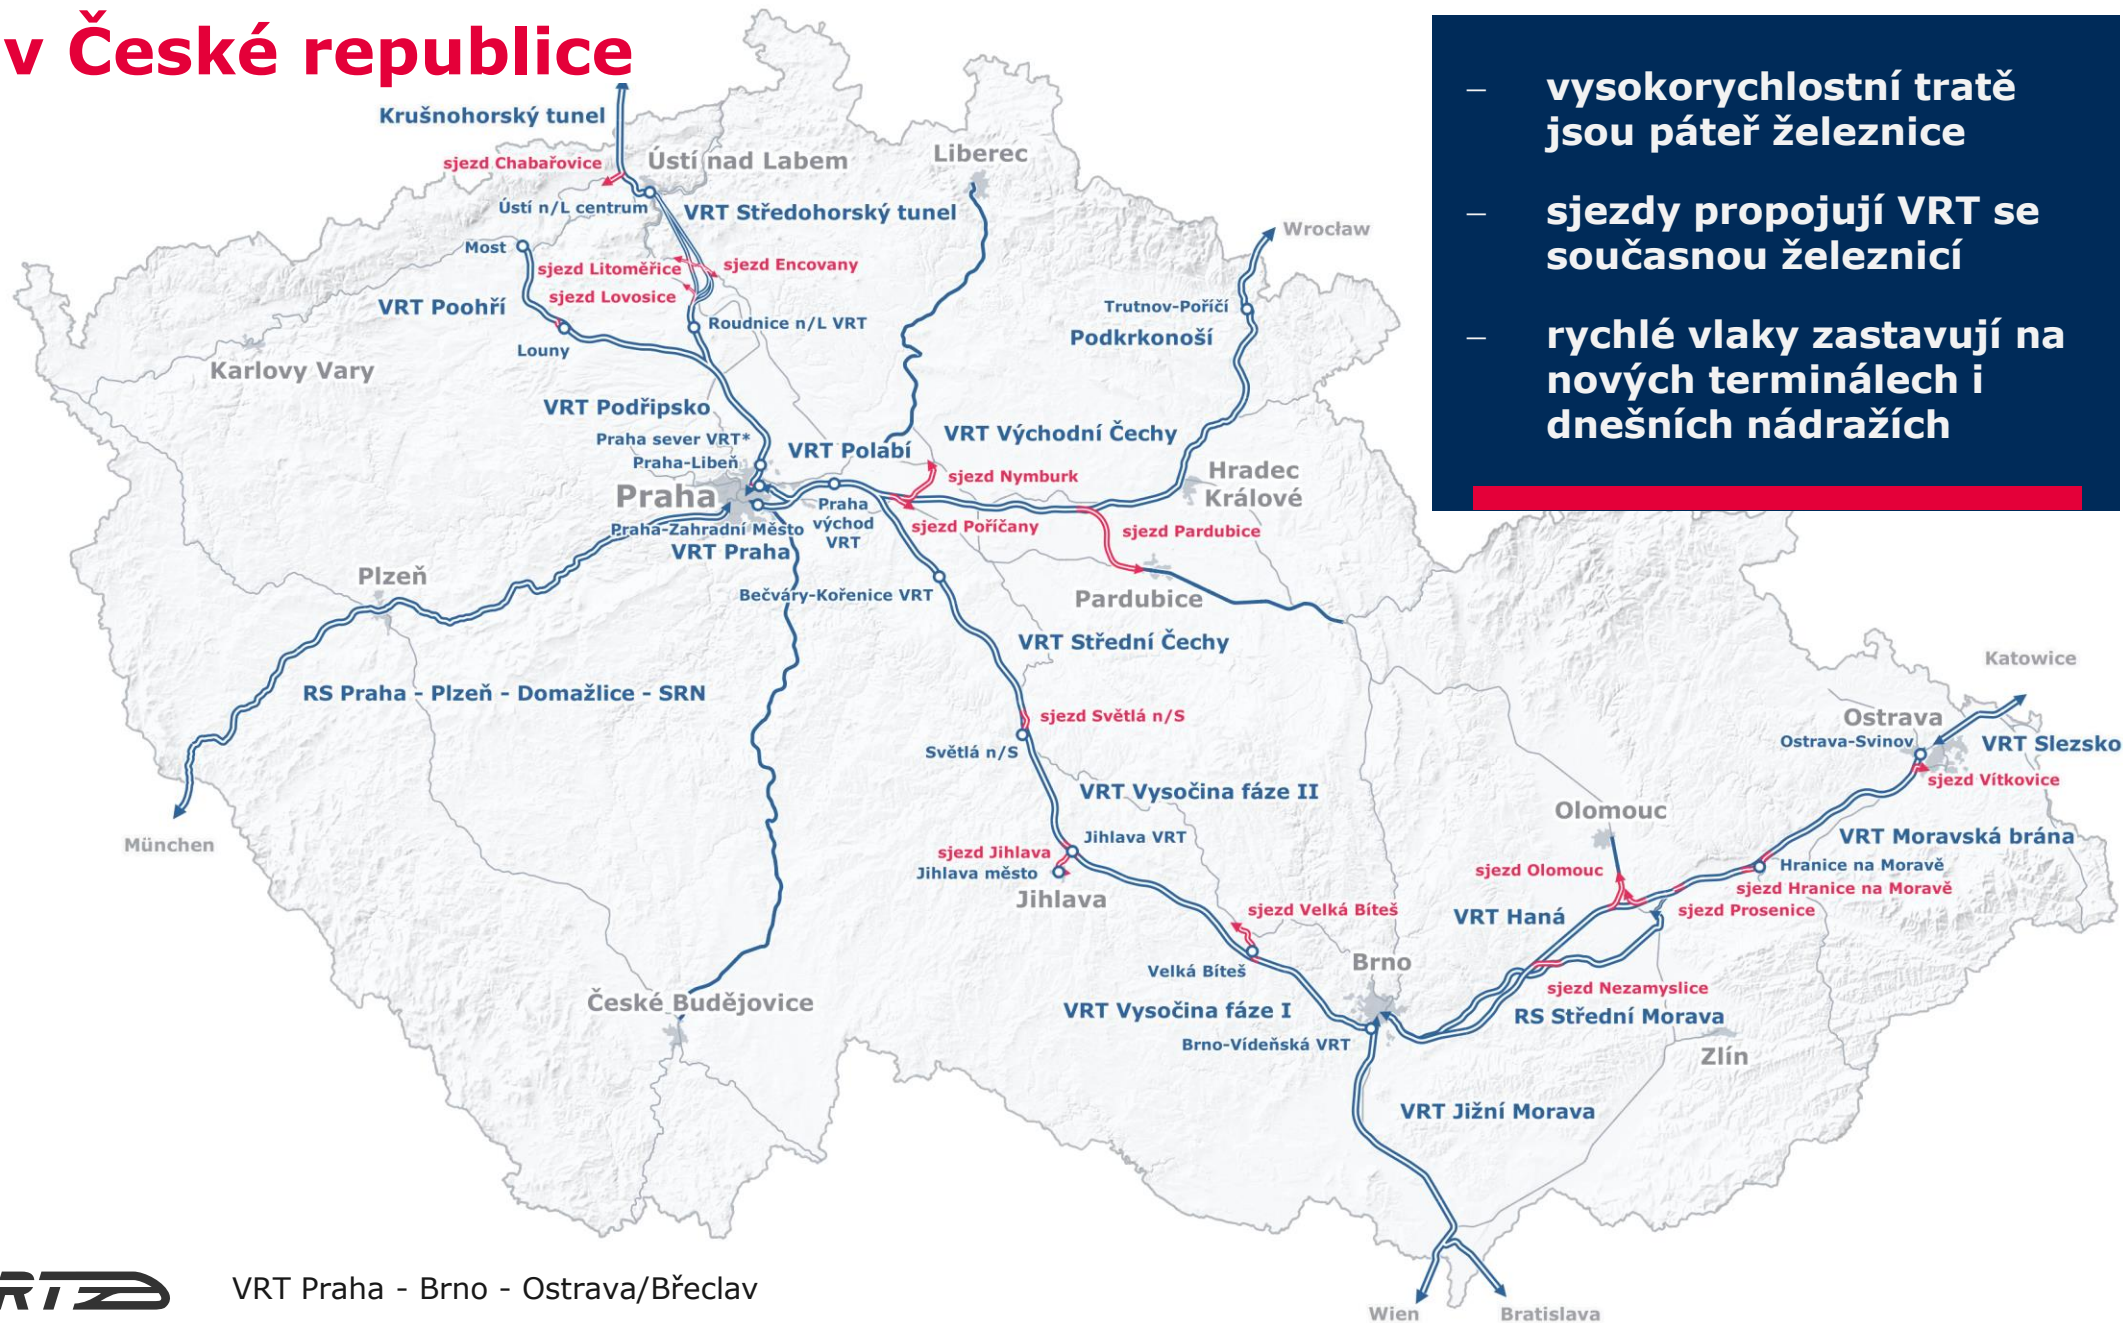 v České republice
– vysokorychlostní tratě
jsou páteř železnice
– sjezdy propojují VRT se
současnou železnicí
– rychlé vlaky zastavují na
nových terminálech i
dnešních nádražích
Krušnohorský tunel
sjezd Chabařovice
Ústí nad Labem
Liberec
Ústí n/L centrum
VRT Středohorský tunel
Wrocław
Most
sjezd Litoměřice
sjezd Encovany
VRT Poohří
sjezd Lovosice
Trutnov-Poříčí
Roudnice n/L VRT
Podkrkonoší
Louny
Karlovy Vary
VRT Podřipsko
VRT Východní Čechy
Praha sever VRT*
VRT Polabí
Praha-Libeň
sjezd Nymburk
Hradec
Králové
Praha
Praha
východ
VRT
sjezd Poříčany
sjezd Pardubice
Praha-Zahradní Město
VRT Praha
Plzeň
Bečváry-Kořenice VRT
Pardubice
VRT Střední Čechy
Katowice
RS Praha - Plzeň - Domažlice - SRN
sjezd Světlá n/S
Ostrava
Světlá n/S
Ostrava-Svinov
VRT Slezsko
sjezd Vítkovice
VRT Vysočina fáze II
Olomouc
München
Jihlava VRT
VRT Moravská brána
sjezd Jihlava
Hranice na Moravě
Jihlava město
sjezd Olomouc
sjezd Hranice na Moravě
Jihlava
sjezd Velká Bíteš
VRT Haná
sjezd Prosenice
Brno
Velká Bíteš
sjezd Nezamyslice
České Budějovice
VRT Vysočina fáze I
RS Střední Morava
Brno-Vídeňská VRT
Zlín
VRT Jižní Morava
RT
VRT Praha - Brno - Ostrava/Břeclav
Wien
Bratislava